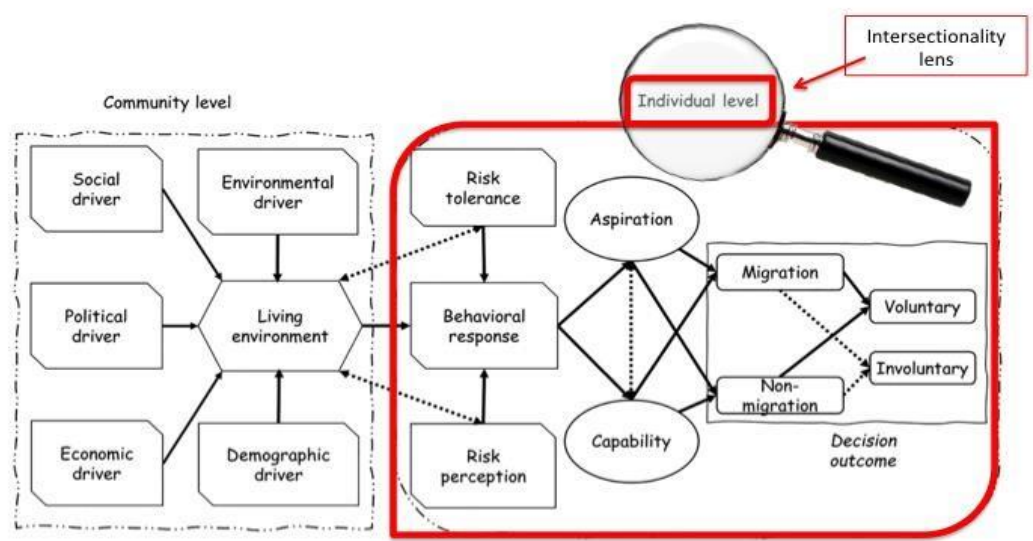 Intersectionality
lens
Community level
Individual level
Social
driver
Environmental
driver
Risk
tolerance
Aspiration
Political
driver
Living
environment
Behavioral
response
Migration
Voluntary
Involuntary
Non-
migration
Economic
driver
Demographic
driver
Risk
perception
Capability
Decision
outcome